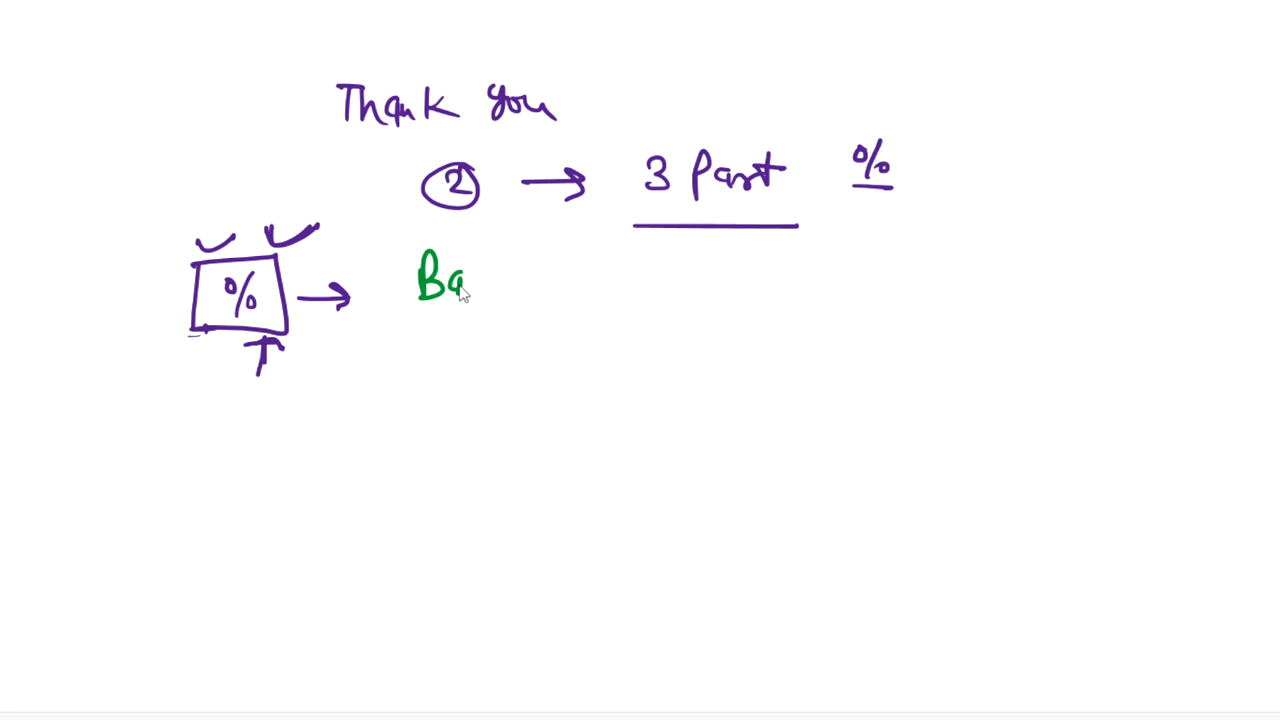 Thank you
2 → 3 Part %
% → Ba